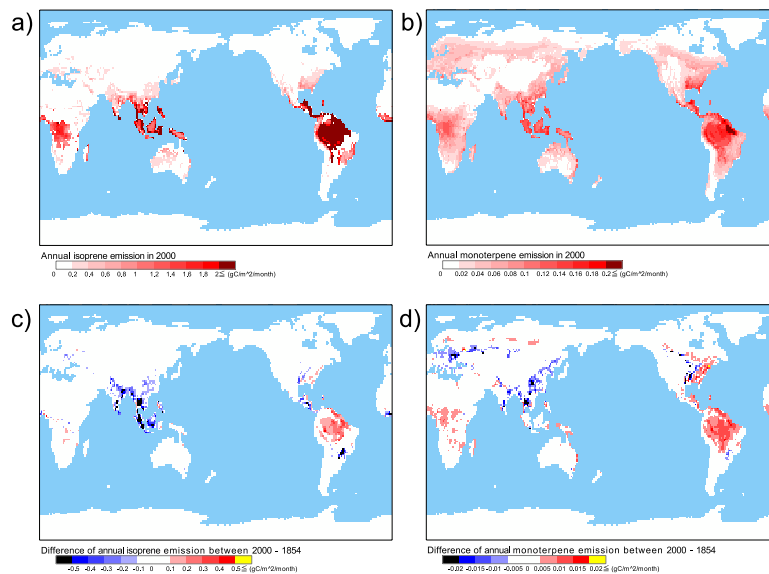 a)
b)
Annual isoprene emission in 2000
0 0.2 0.4 0.6 0.8 1 1.2 1.4 1.6 1.8 2≦ (gC/m^2/month)
Annual monoterpene emission in 2000
0 0.02 0.04 0.06 0.08 0.1 0.12 0.14 0.16 0.18 0.2≦ (gC/m^2/month)
c)
d)
Difference of annual isoprene emission between 2000 - 1854
-0.5 -0.4 -0.3 -0.2 -0.1 0 0.1 0.2 0.3 0.4 0.5≦ (gC/m^2/month)
Difference of annual monoterpene emission between 2000 - 1854
-0.02 -0.015 -0.01 -0.005 0 0.005 0.01 0.015 0.02≦ (gC/m^2/month)